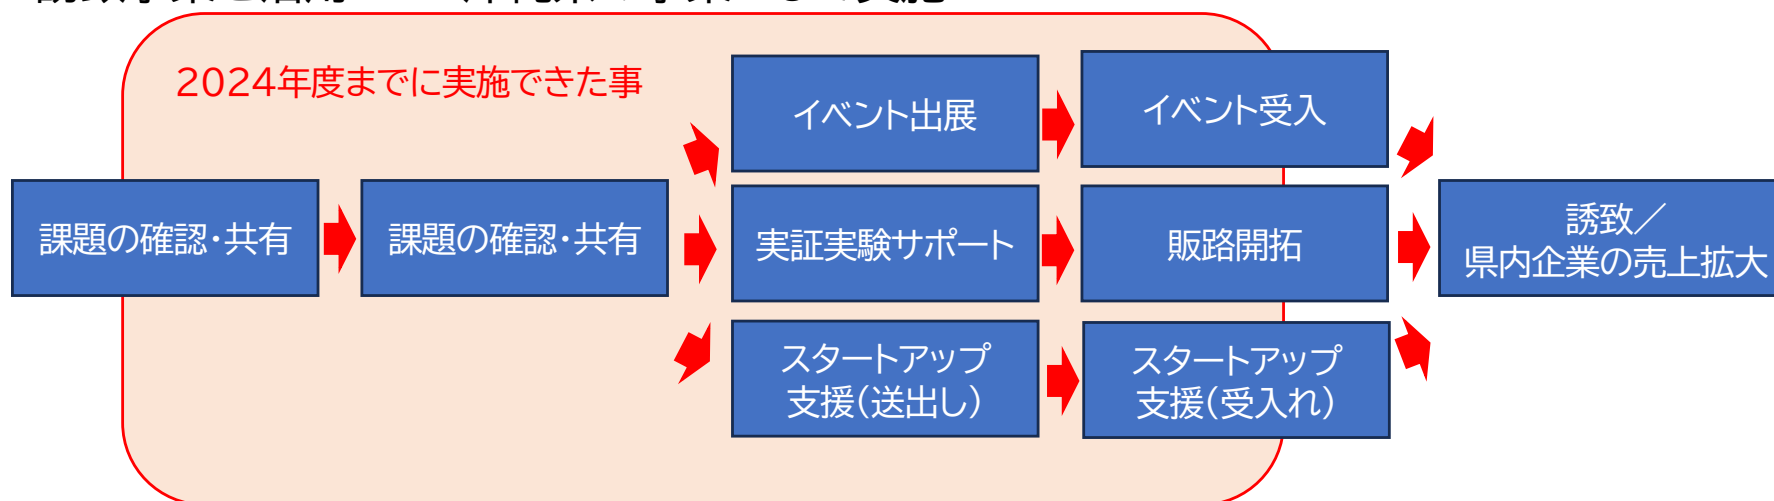 2024年度までに実施できた事
イベント出展
イベント受入
課題の確認・共有
課題の確認・共有
実証実験サポート
販路開拓
誘致／
県内企業の売上拡大
スタートアップ
支援(送出し)
スタートアップ
支援(受入れ)